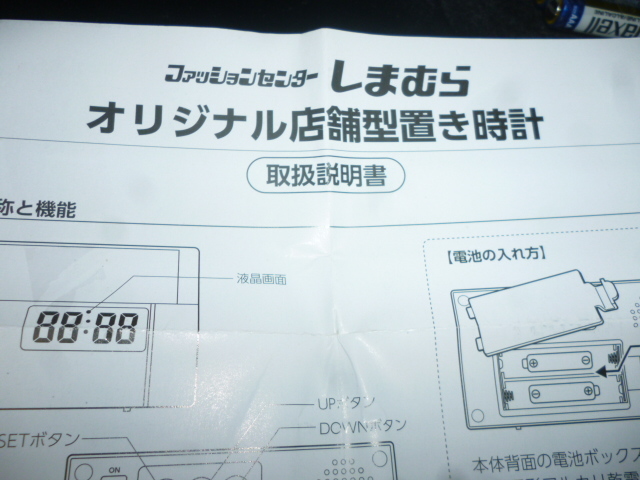 maxell
ファッションセンター しまむら
オリジナル店舗型置き時計
取扱説明書
称と機能
【電池の入れ方】
液晶画面
88:88
UPボタン
DOWNボタン
SETボタン
ON
本体背面の電池ボックス